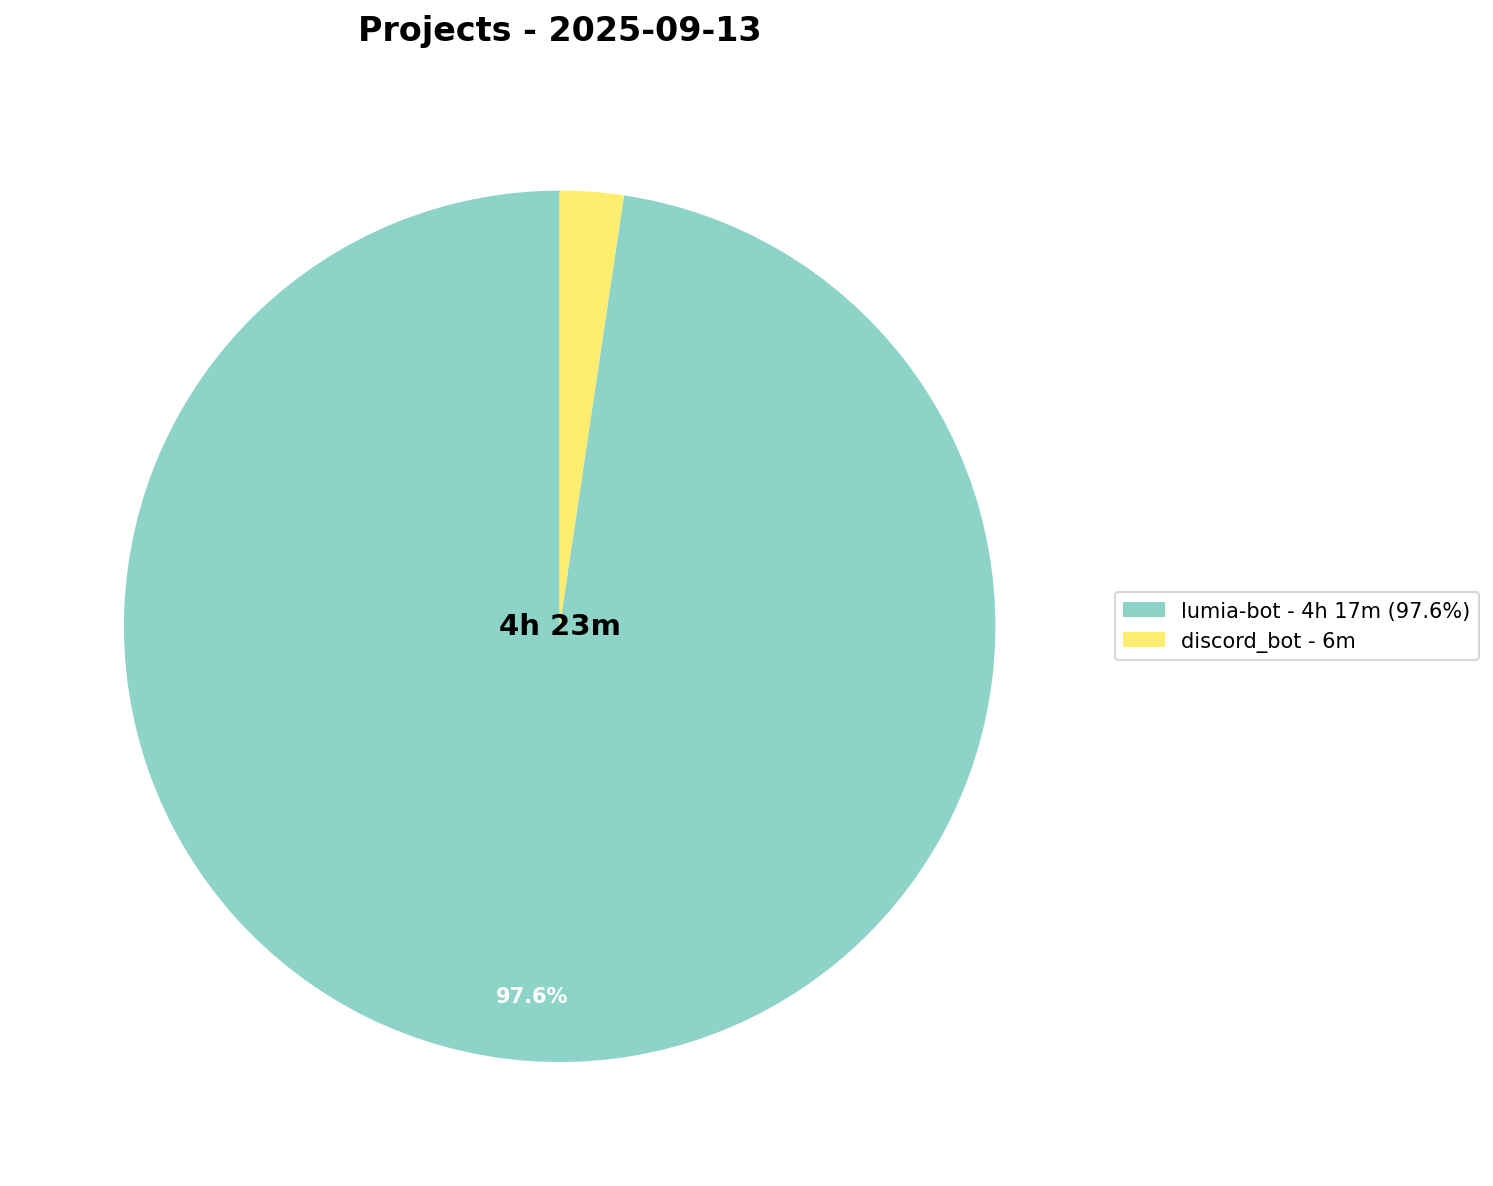 Projects - 2025-09-13
4h 23m
97.6%
lumia-bot - 4h 17m (97.6%)
discord_bot - 6m